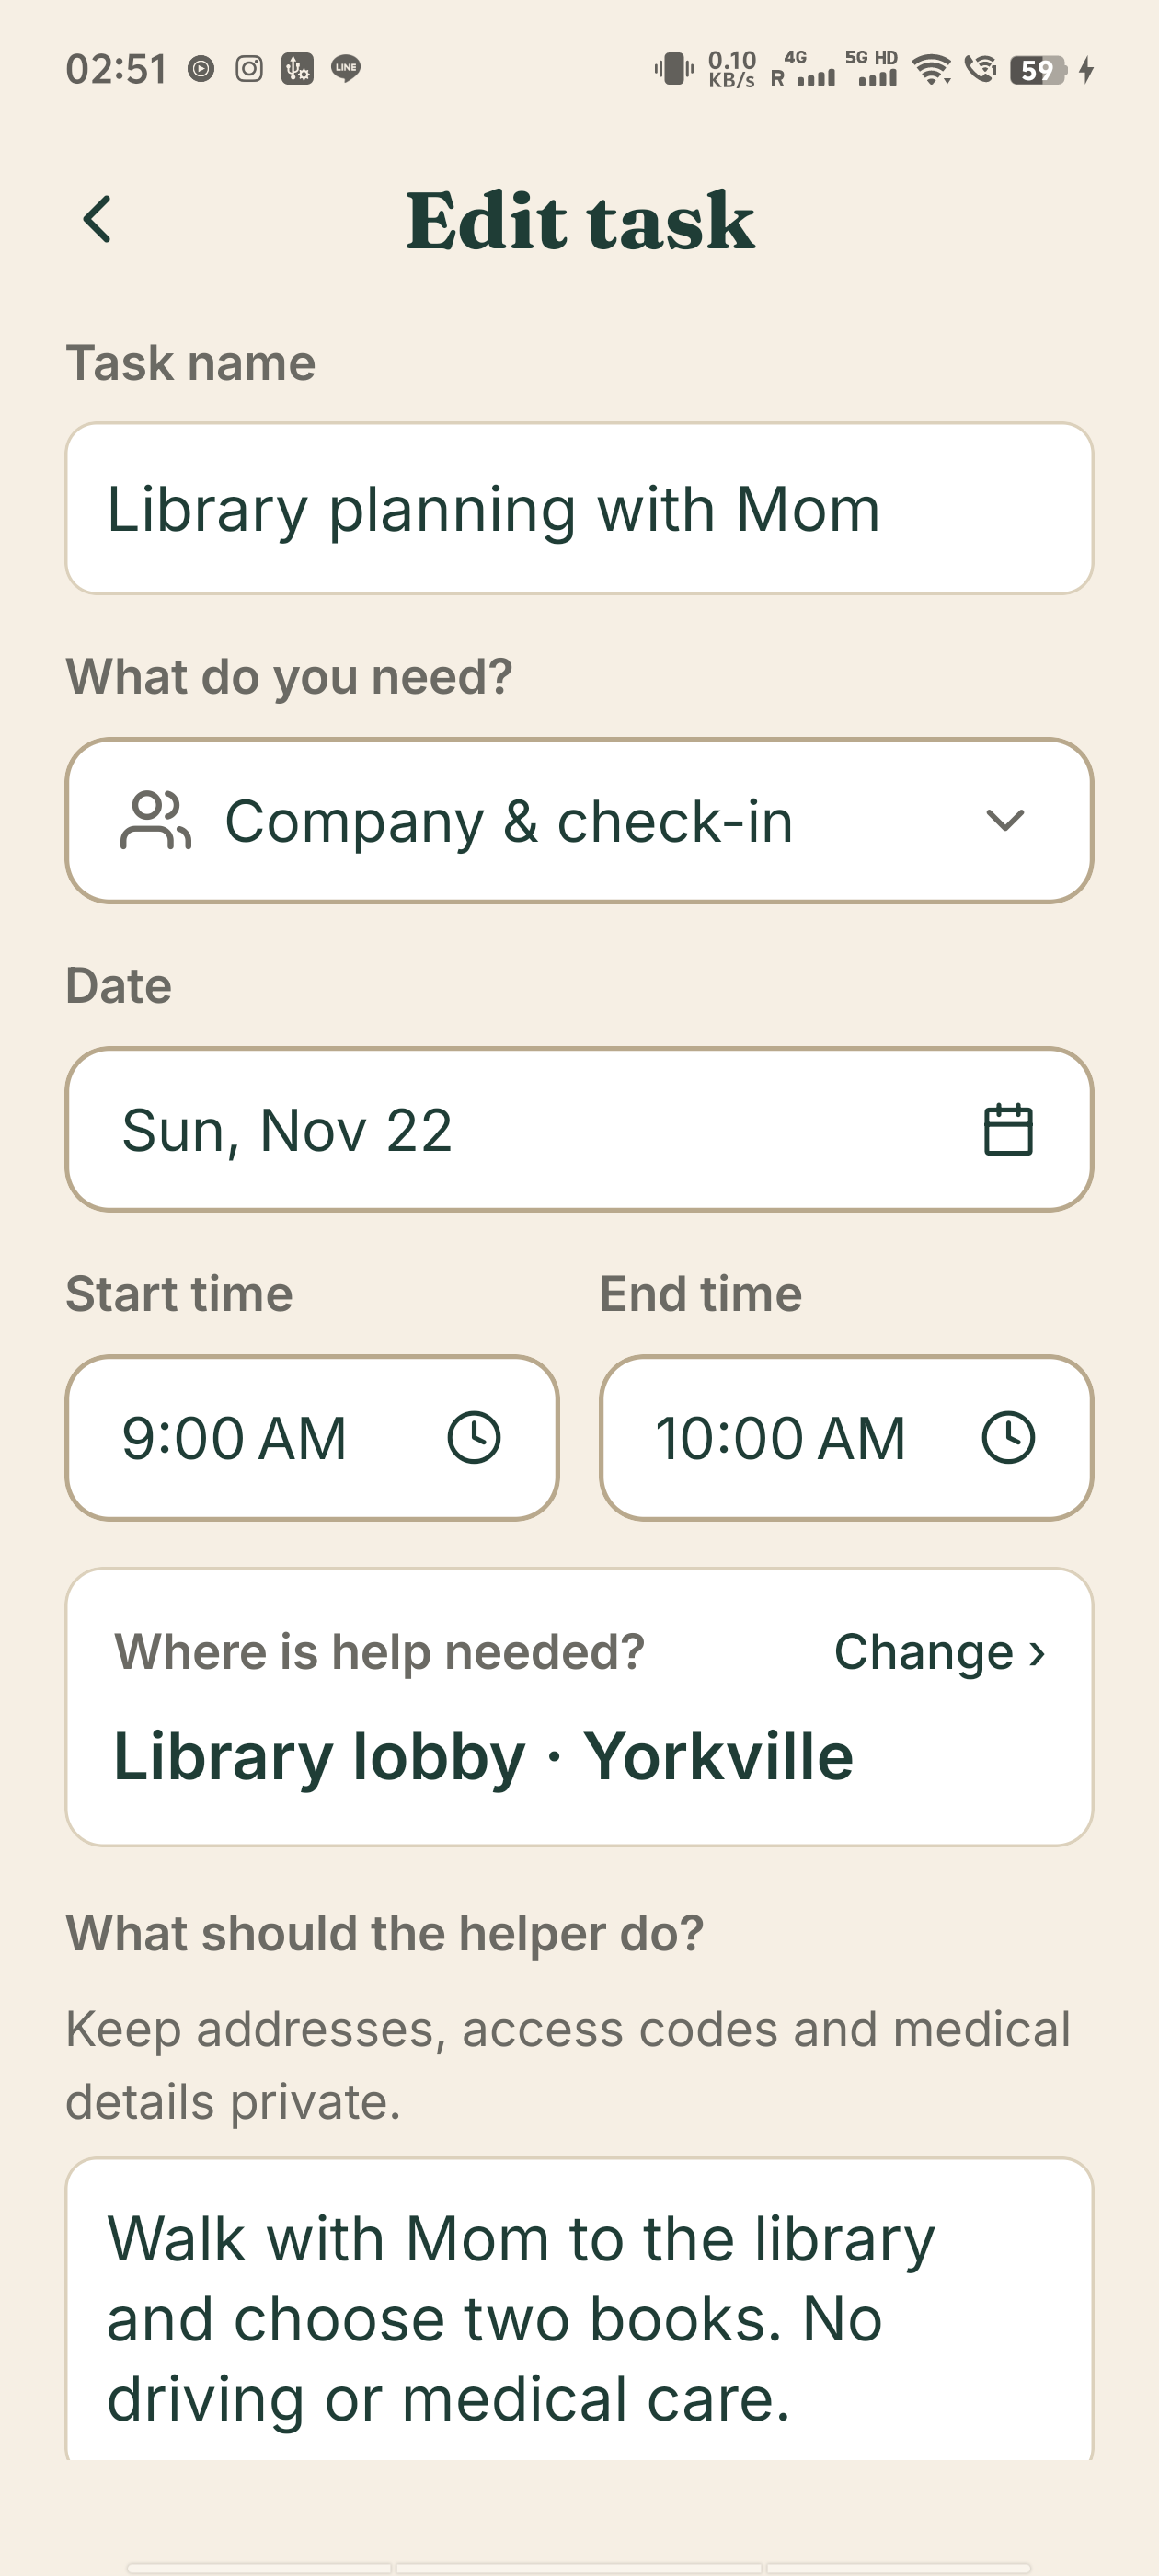 02:51 LINE 0.10 KB/s R 4G 5G HD 59
Edit task
Task name
Library planning with Mom
What do you need?
Company & check-in
Date
Sun, Nov 22
Start time End time
9:00 AM 10:00 AM
Where is help needed? Change ›
Library lobby · Yorkville
What should the helper do?
Keep addresses, access codes and medical
details private.
Walk with Mom to the library
and choose two books. No
driving or medical care.